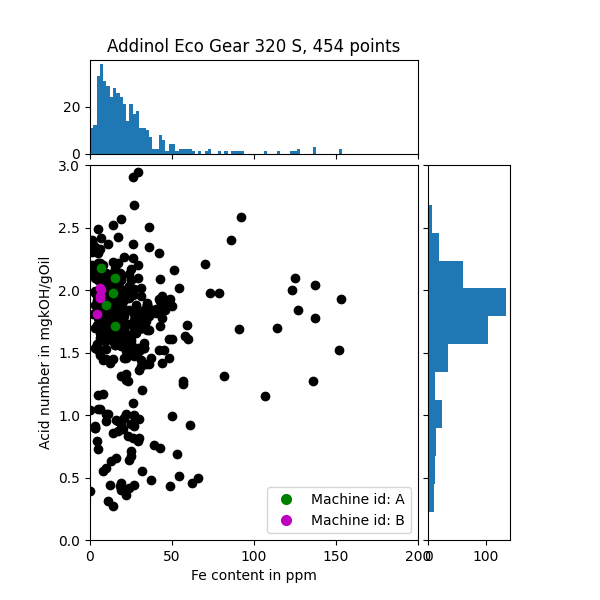 Addinol Eco Gear 320 S, 454 points
20
0
3.0
2.5
2.0
1.5
1.0
0.5
0.0
Acid number in mgkOH/gOil
Machine id: A
Machine id: B
0 50 100 150 200 0 100
Fe content in ppm